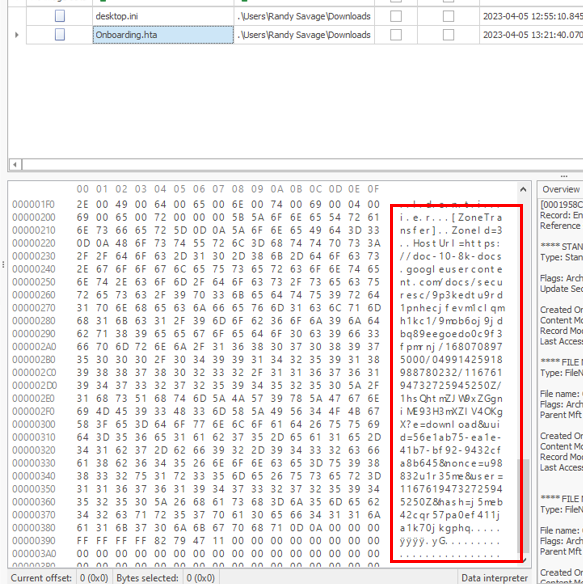 desktop.ini .\Users\Randy Savage\Downloads 2023-04-05 12:55:10.845
Onboarding.hta .\Users\Randy Savage\Downloads 2023-04-05 13:21:40.070
00 01 02 03 04 05 06 07 08 09 0A 0B 0C 0D 0E 0F
000001F0 2E 00 49 00 64 00 65 00 6E 00 74 00 69 00 04 00
00000200 69 00 65 00 72 00 00 00 5B 5A 6F 6E 65 54 72 61 i.e.r...[ZoneTra
00000210 6E 73 66 65 72 5D 0D 0A 5A 6F 6E 65 49 64 3D 33 nsfer]..ZoneId=3
00000220 0D 0A 48 6F 73 74 55 72 6C 3D 68 74 74 70 73 3A ..HostUrl=https:
00000230 2F 2F 64 6F 63 2D 31 30 2D 38 6B 2D 64 6F 63 73 //doc-10-8k-docs
00000240 2E 67 6F 6F 67 6C 65 75 73 65 72 63 6F 6E 74 65 .googleusercont
00000250 6E 74 2E 63 6F 6D 2F 64 6F 63 73 2F 73 65 63 75 ent.com/docs/secu
00000260 72 65 73 63 2F 39 70 33 6B 65 64 74 75 39 72 64 resc/9p3kedtu9rd
00000270 31 70 6E 68 65 63 6A 66 65 76 6D 31 63 6C 71 6D 1pnhecjfevm1clqm
00000280 68 31 6B 63 31 2F 39 6D 6F 62 36 6F 6A 39 6A 64 h1kc1/9mob6oj9jd
00000290 62 71 38 39 65 65 67 6F 65 64 6F 30 63 39 66 33 bq89eegoedo0c9f3
000002A0 66 70 6D 72 6E 6A 2F 31 36 38 30 37 30 38 39 37 fpmrnj/168070897
000002B0 35 30 30 30 2F 30 34 39 39 31 34 32 35 39 31 38 5000/04991425918
000002C0 39 38 38 37 38 30 32 33 32 2F 31 31 36 37 36 31 988780232/116761
000002D0 39 34 37 33 32 37 32 35 39 34 35 32 35 30 5A 2F 94732725945250Z/
000002E0 31 68 73 51 68 74 6D 5A 4A 57 39 78 5A 47 67 6E 1hsQhtmZJW9xZGgn
000002F0 69 4D 45 39 33 48 33 6D 58 5A 49 56 34 4F 4B 67 iME93H3mXZIV4OKg
00000300 58 3F 65 3D 64 6F 77 6E 6C 6F 61 64 26 75 75 69 X?e=download&uui
00000310 64 3D 35 36 65 31 61 62 37 35 2D 65 61 31 65 2D d=56e1ab75-ea1e-
00000320 34 31 62 37 2D 62 66 39 32 2D 39 34 33 32 63 66 41b7-bf92-9432cf
00000330 61 38 62 36 34 35 26 6E 6F 6E 63 65 3D 75 39 38 a8b645&nonce=u98
00000340 38 33 32 75 31 72 33 35 6D 65 26 75 73 65 72 3D 832u1r35me&user=
00000350 31 31 36 37 36 31 39 34 37 33 32 37 32 35 39 34 1167619473272594
00000360 35 32 35 30 5A 26 68 61 73 68 3D 6A 35 6D 65 62 5250Z&hash=j5meb
00000370 34 32 63 71 72 35 37 70 61 30 65 66 34 31 31 6A 42cqr57pa0ef411j
00000380 61 31 6B 37 30 6A 6B 67 70 68 71 0D 0A 00 00 00 a1k70jkgphq.....
00000390 FF FF FF FF 82 79 47 11 00 00 00 00 00 00 00 00 ÿÿÿÿ.yG.........
000003A0 00 00 00 00 00 00 00 00 00 00 00 00 00 00 00 00 ................
Current offset: 0 (0x0) Bytes selected: 0 (0x0) Data interpreter
Overview
[0001958C
Record: En
Reference
**** STAN
Type: Stan
Flags: Arch
Update Sec
Created On
Content Mo
Record Mod
Last Access
**** FILE N
Type: FileN
File name: 
Flags: Arch
Parent Mft
Created On
Content Mo
Record Mod
Last Access
**** FILE N
Type: FileN
File name: O
Flags: Arch
Parent Mft
Created On